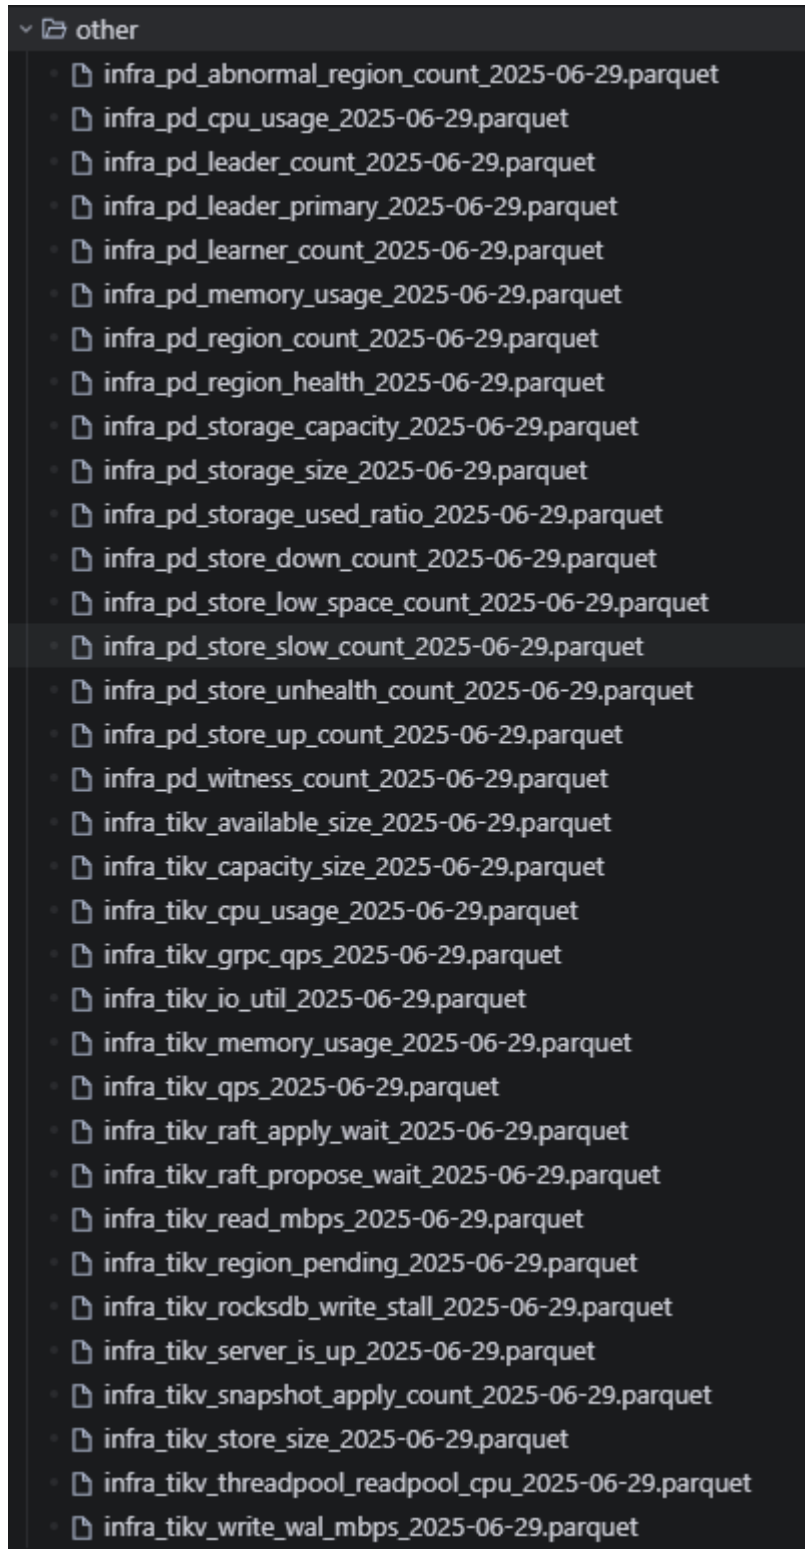 other
infra_pd_abnormal_region_count_2025-06-29.parquet
infra_pd_cpu_usage_2025-06-29.parquet
infra_pd_leader_count_2025-06-29.parquet
infra_pd_leader_primary_2025-06-29.parquet
infra_pd_learner_count_2025-06-29.parquet
infra_pd_memory_usage_2025-06-29.parquet
infra_pd_region_count_2025-06-29.parquet
infra_pd_region_health_2025-06-29.parquet
infra_pd_storage_capacity_2025-06-29.parquet
infra_pd_storage_size_2025-06-29.parquet
infra_pd_storage_used_ratio_2025-06-29.parquet
infra_pd_store_down_count_2025-06-29.parquet
infra_pd_store_low_space_count_2025-06-29.parquet
infra_pd_store_slow_count_2025-06-29.parquet
infra_pd_store_unhealth_count_2025-06-29.parquet
infra_pd_store_up_count_2025-06-29.parquet
infra_pd_witness_count_2025-06-29.parquet
infra_tikv_available_size_2025-06-29.parquet
infra_tikv_capacity_size_2025-06-29.parquet
infra_tikv_cpu_usage_2025-06-29.parquet
infra_tikv_grpc_qps_2025-06-29.parquet
infra_tikv_io_util_2025-06-29.parquet
infra_tikv_memory_usage_2025-06-29.parquet
infra_tikv_qps_2025-06-29.parquet
infra_tikv_raft_apply_wait_2025-06-29.parquet
infra_tikv_raft_propose_wait_2025-06-29.parquet
infra_tikv_read_mbps_2025-06-29.parquet
infra_tikv_region_pending_2025-06-29.parquet
infra_tikv_rocksdb_write_stall_2025-06-29.parquet
infra_tikv_server_is_up_2025-06-29.parquet
infra_tikv_snapshot_apply_count_2025-06-29.parquet
infra_tikv_store_size_2025-06-29.parquet
infra_tikv_threadpool_readpool_cpu_2025-06-29.parquet
infra_tikv_write_wal_mbps_2025-06-29.parquet